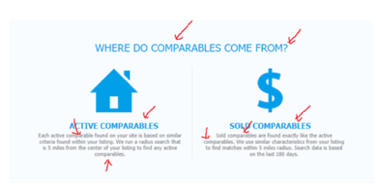 WHERE DO COMPARABLES COME FROM?
ACTIVE COMPARABLES
Each active comparable found on your site is based on similar
criteria found within your listing. We run a radius search that
is 5 miles from the center of your listing to find any active
comparables.
SOLD COMPARABLES
Sold comparables are found exactly like the active
comparables. We use similar characteristics from your listing
to find matches within 5 miles radius. Search data is based
on the last 180 days.